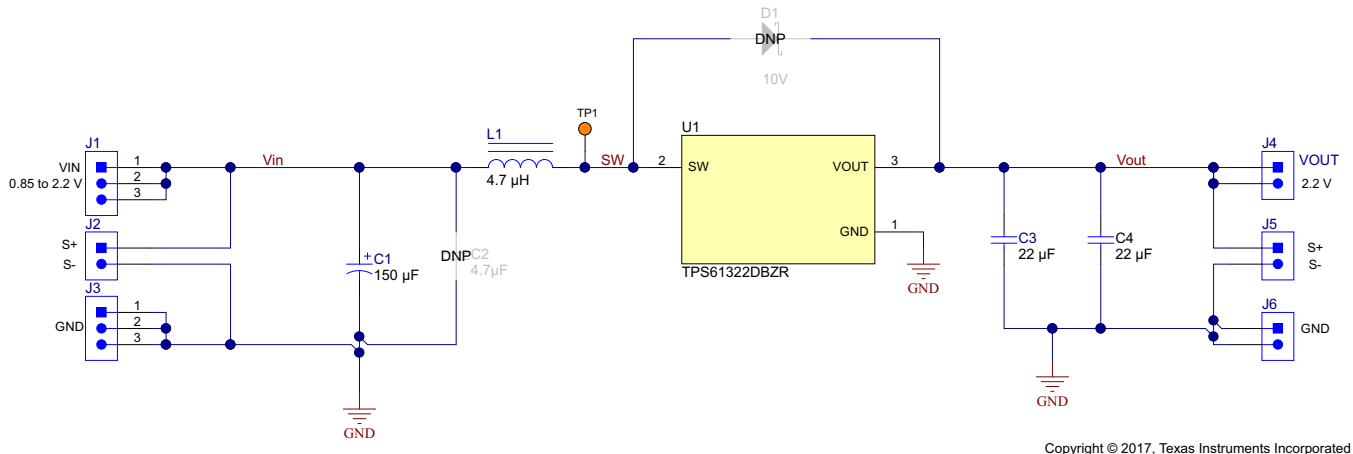 D1
DNP
10V
TP1
L1
4.7 µH
SW
U1
2
SW
VOUT
3
GND
1
TPS61322DBZR
GND
J1
VIN
0.85 to 2.2 V
1
2
3
Vin
J2
S+
S-
J3
GND
1
2
3
+
C1
150 µF
DNP
C2
4.7µF
GND
Vout
C3
22 µF
C4
22 µF
GND
J4
VOUT
2.2 V
J5
S+
S-
J6
GND
Copyright © 2017, Texas Instruments Incorporated